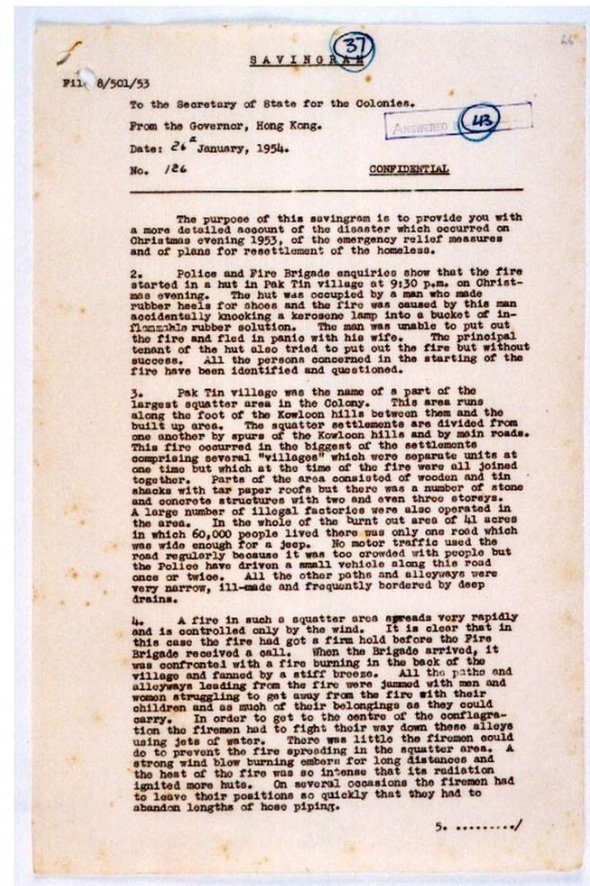 37
66
SAVINGRAM
File 8/501/53
To the Secretary of State for the Colonies.
From the Governor, Hong Kong.
ANSWERED 43
Date: 26th January, 1954.
No. 126
CONFIDENTIAL
The purpose of this savingram is to provide you with
a more detailed account of the disaster which occurred on
Christmas evening 1953, of the emergency relief measures
and of plans for resettlement of the homeless.
2. Police and Fire Brigade enquiries show that the fire
started in a hut in Pak Tin village at 9:30 p.m. on Christ-
mas evening. The hut was occupied by a man who made
rubber heels for shoes and the fire was caused by this man
accidentally knocking a kerosene lamp into a bucket of in-
flammable rubber solution. The man was unable to put out
the fire and fled in panic with his wife. The principal
tenant of the hut also tried to put out the fire but without
success. All the persons concerned in the starting of the
fire have been identified and questioned.
3. Pak Tin village was the name of a part of the
largest squatter area in the Colony. This area runs
along the foot of the Kowloon hills between them and the
built up area. The squatter settlements are divided from
one another by spurs of the Kowloon hills and by main roads.
This fire occurred in the biggest of the settlements
comprising several "villages" which were separate units at
one time but which at the time of the fire were all joined
together. Parts of the area consisted of wooden and tin
shacks with tar paper roofs but there was a number of stone
and concrete structures with two and even three storeys.
A large number of illegal factories were also operated in
the area. In the whole of the burnt out area of 41 acres
in which 60,000 people lived there was only one road which
was wide enough for a jeep. No motor traffic used the
road regularly because it was too crowded with people but
the Police have driven a small vehicle along this road
once or twice. All the other paths and alleyways were
very narrow, ill-made and frequently bordered by deep
drains.
4. A fire in such a squatter area spreads very rapidly
and is controlled only by the wind. It is clear that in
this case the fire had got a firm hold before the Fire
Brigade received a call. When the Brigade arrived, it
was confronted with a fire burning in the back of the
village and fanned by a stiff breeze. All the paths and
alleyways leading from the fire were jammed with men and
women struggling to get away from the fire with their
children and as much of their belongings as they could
carry. In order to get to the centre of the conflagra-
tion the firemen had to fight their way down these alleys
using jets of water. There was little the firemen could
do to prevent the fire spreading in the squatter area. A
strong wind blew burning embers for long distances and
the heat of the fire was so intense that its radiation
ignited more huts. On several occasions the firemen had
to leave their positions so quickly that they had to
abandon lengths of hose piping.
5. ........./